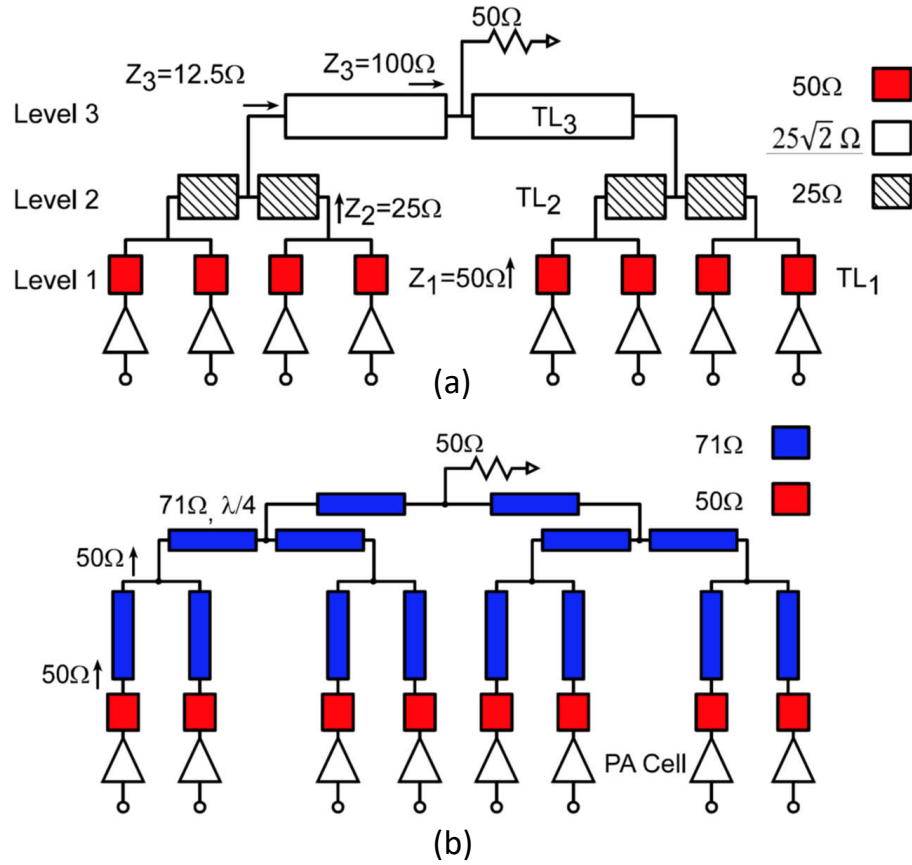 50Ω
Z3=12.5Ω
Z3=100Ω
Level 3
TL3
50Ω
25√2 Ω
25Ω
Level 2
Z2=25Ω
TL2
Level 1
Z1=50Ω
TL1
(a)
50Ω
71Ω
50Ω
71Ω, λ/4
50Ω
50Ω
PA Cell
(b)